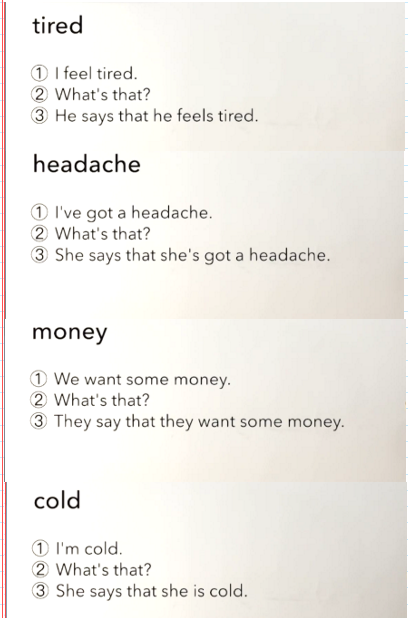 tired
① I feel tired.
② What's that?
③ He says that he feels tired.
headache
① I've got a headache.
② What's that?
③ She says that she's got a headache.
money
① We want some money.
② What's that?
③ They say that they want some money.
cold
① I'm cold.
② What's that?
③ She says that she is cold.